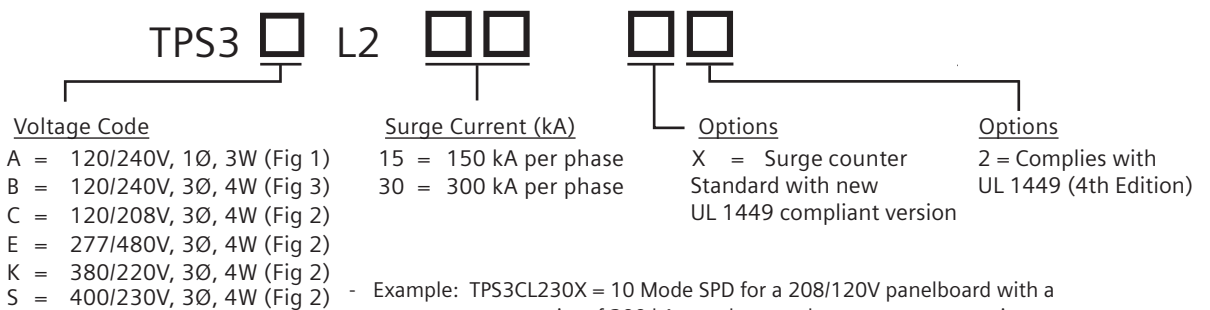 TPS3 L2
Voltage Code
A = 120/240V, 1Ø, 3W (Fig 1)
B = 120/240V, 3Ø, 4W (Fig 3)
C = 120/208V, 3Ø, 4W (Fig 2)
E = 277/480V, 3Ø, 4W (Fig 2)
K = 380/220V, 3Ø, 4W (Fig 2)
S = 400/230V, 3Ø, 4W (Fig 2)
Surge Current (kA)
15 = 150 kA per phase
30 = 300 kA per phase
Options
X = Surge counter
Standard with new
UL 1449 compliant version
Options
2 = Complies with
UL 1449 (4th Edition)
- Example: TPS3CL230X = 10 Mode SPD for a 208/120V panelboard with a